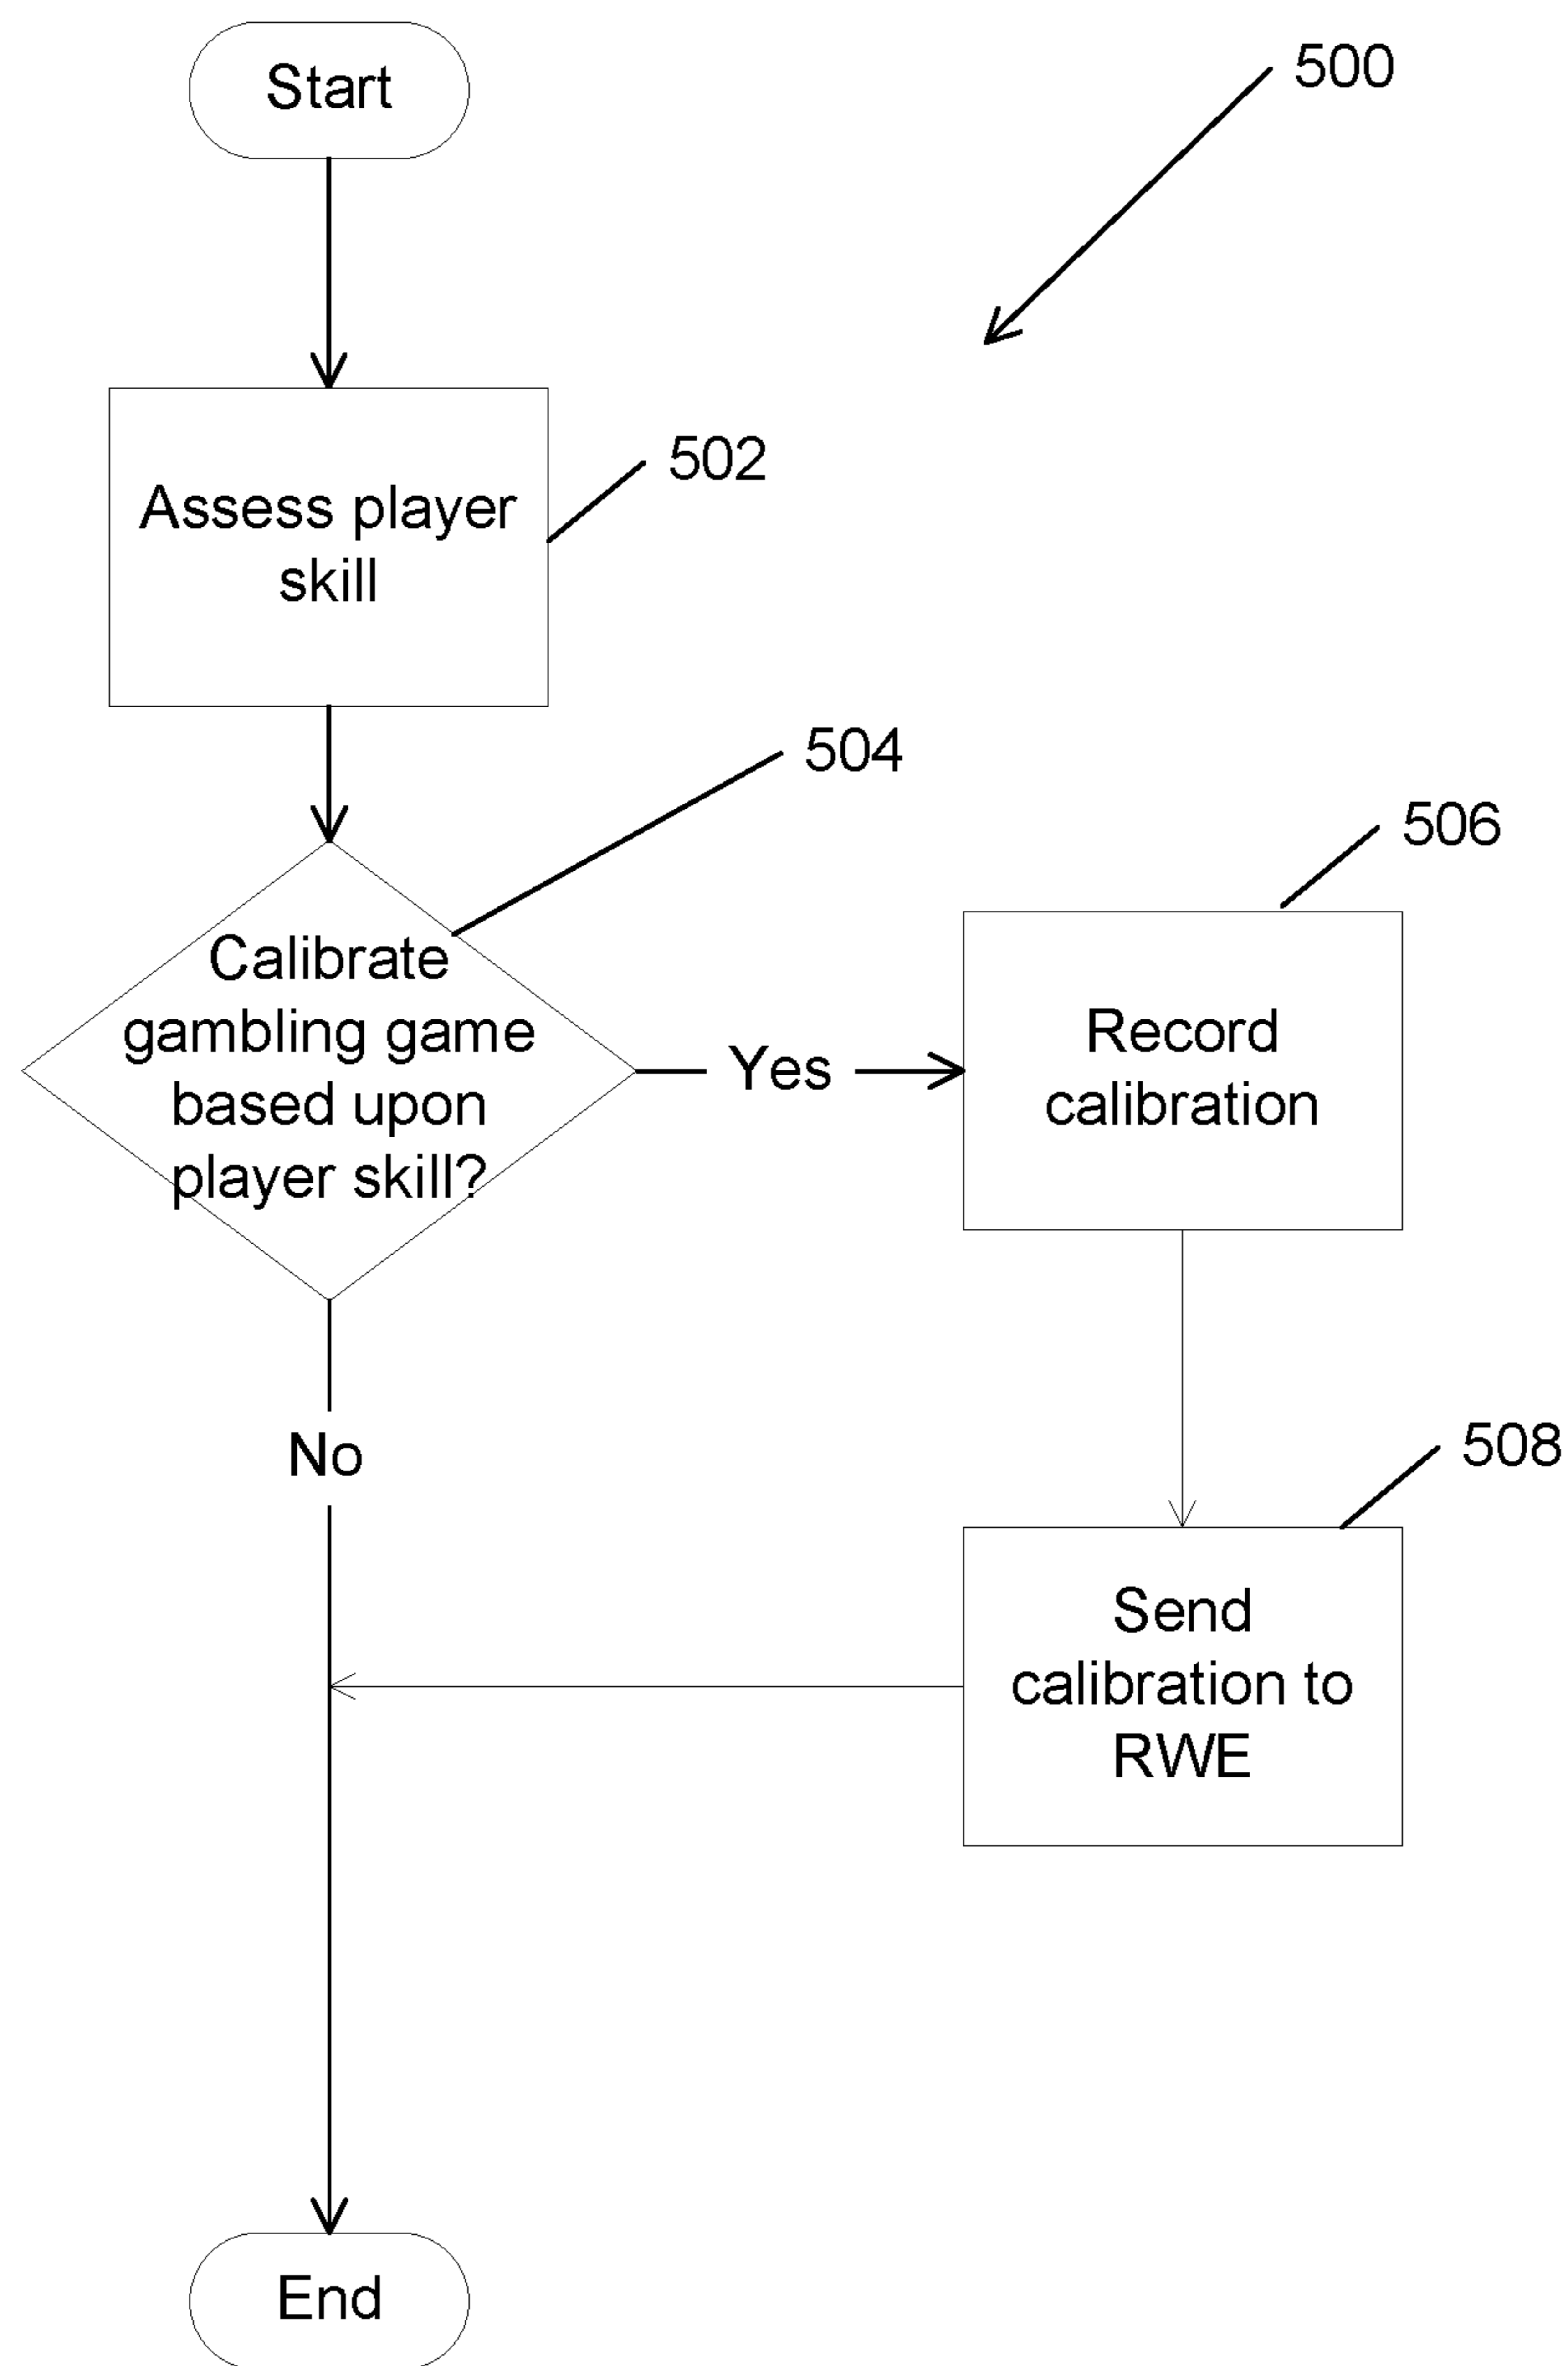 Start
500
502
Assess player
skill
504
506
Calibrate
gambling game
based upon
player skill?
Yes
Record
calibration
No
508
Send
calibration to
RWE
End